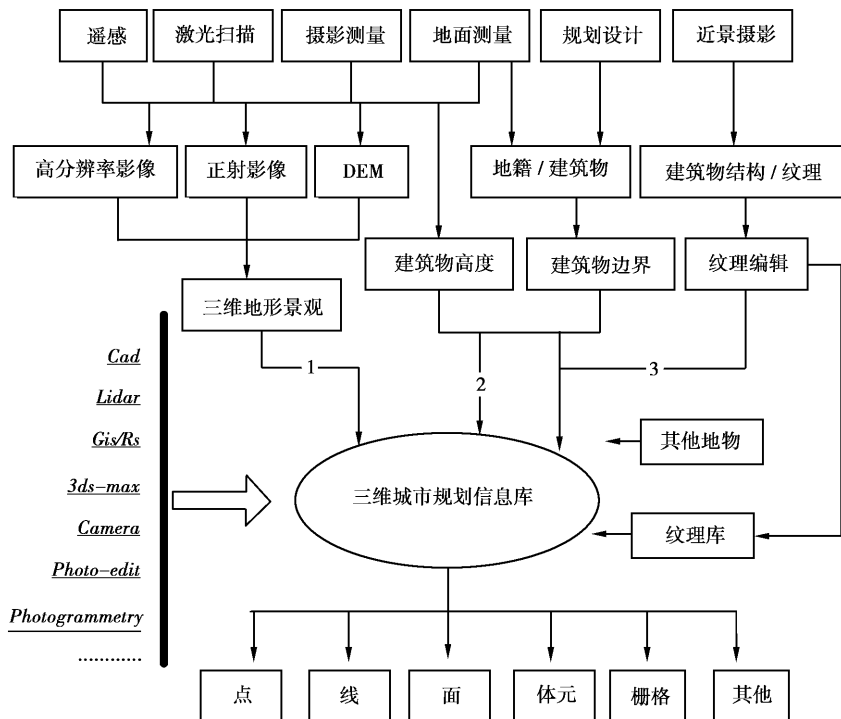 遥感
激光扫描
摄影测量
地面测量
规划设计
近景摄影
高分辨率影像
正射影像
DEM
地籍 / 建筑物
建筑物结构 / 纹理
建筑物高度
建筑物边界
纹理编辑
三维地形景观
1
2
3
Cad
Lidar
Gis/Rs
3ds-max
Camera
Photo-edit
Photogrammetry
............
三维城市规划信息库
其他地物
纹理库
点
线
面
体元
栅格
其他